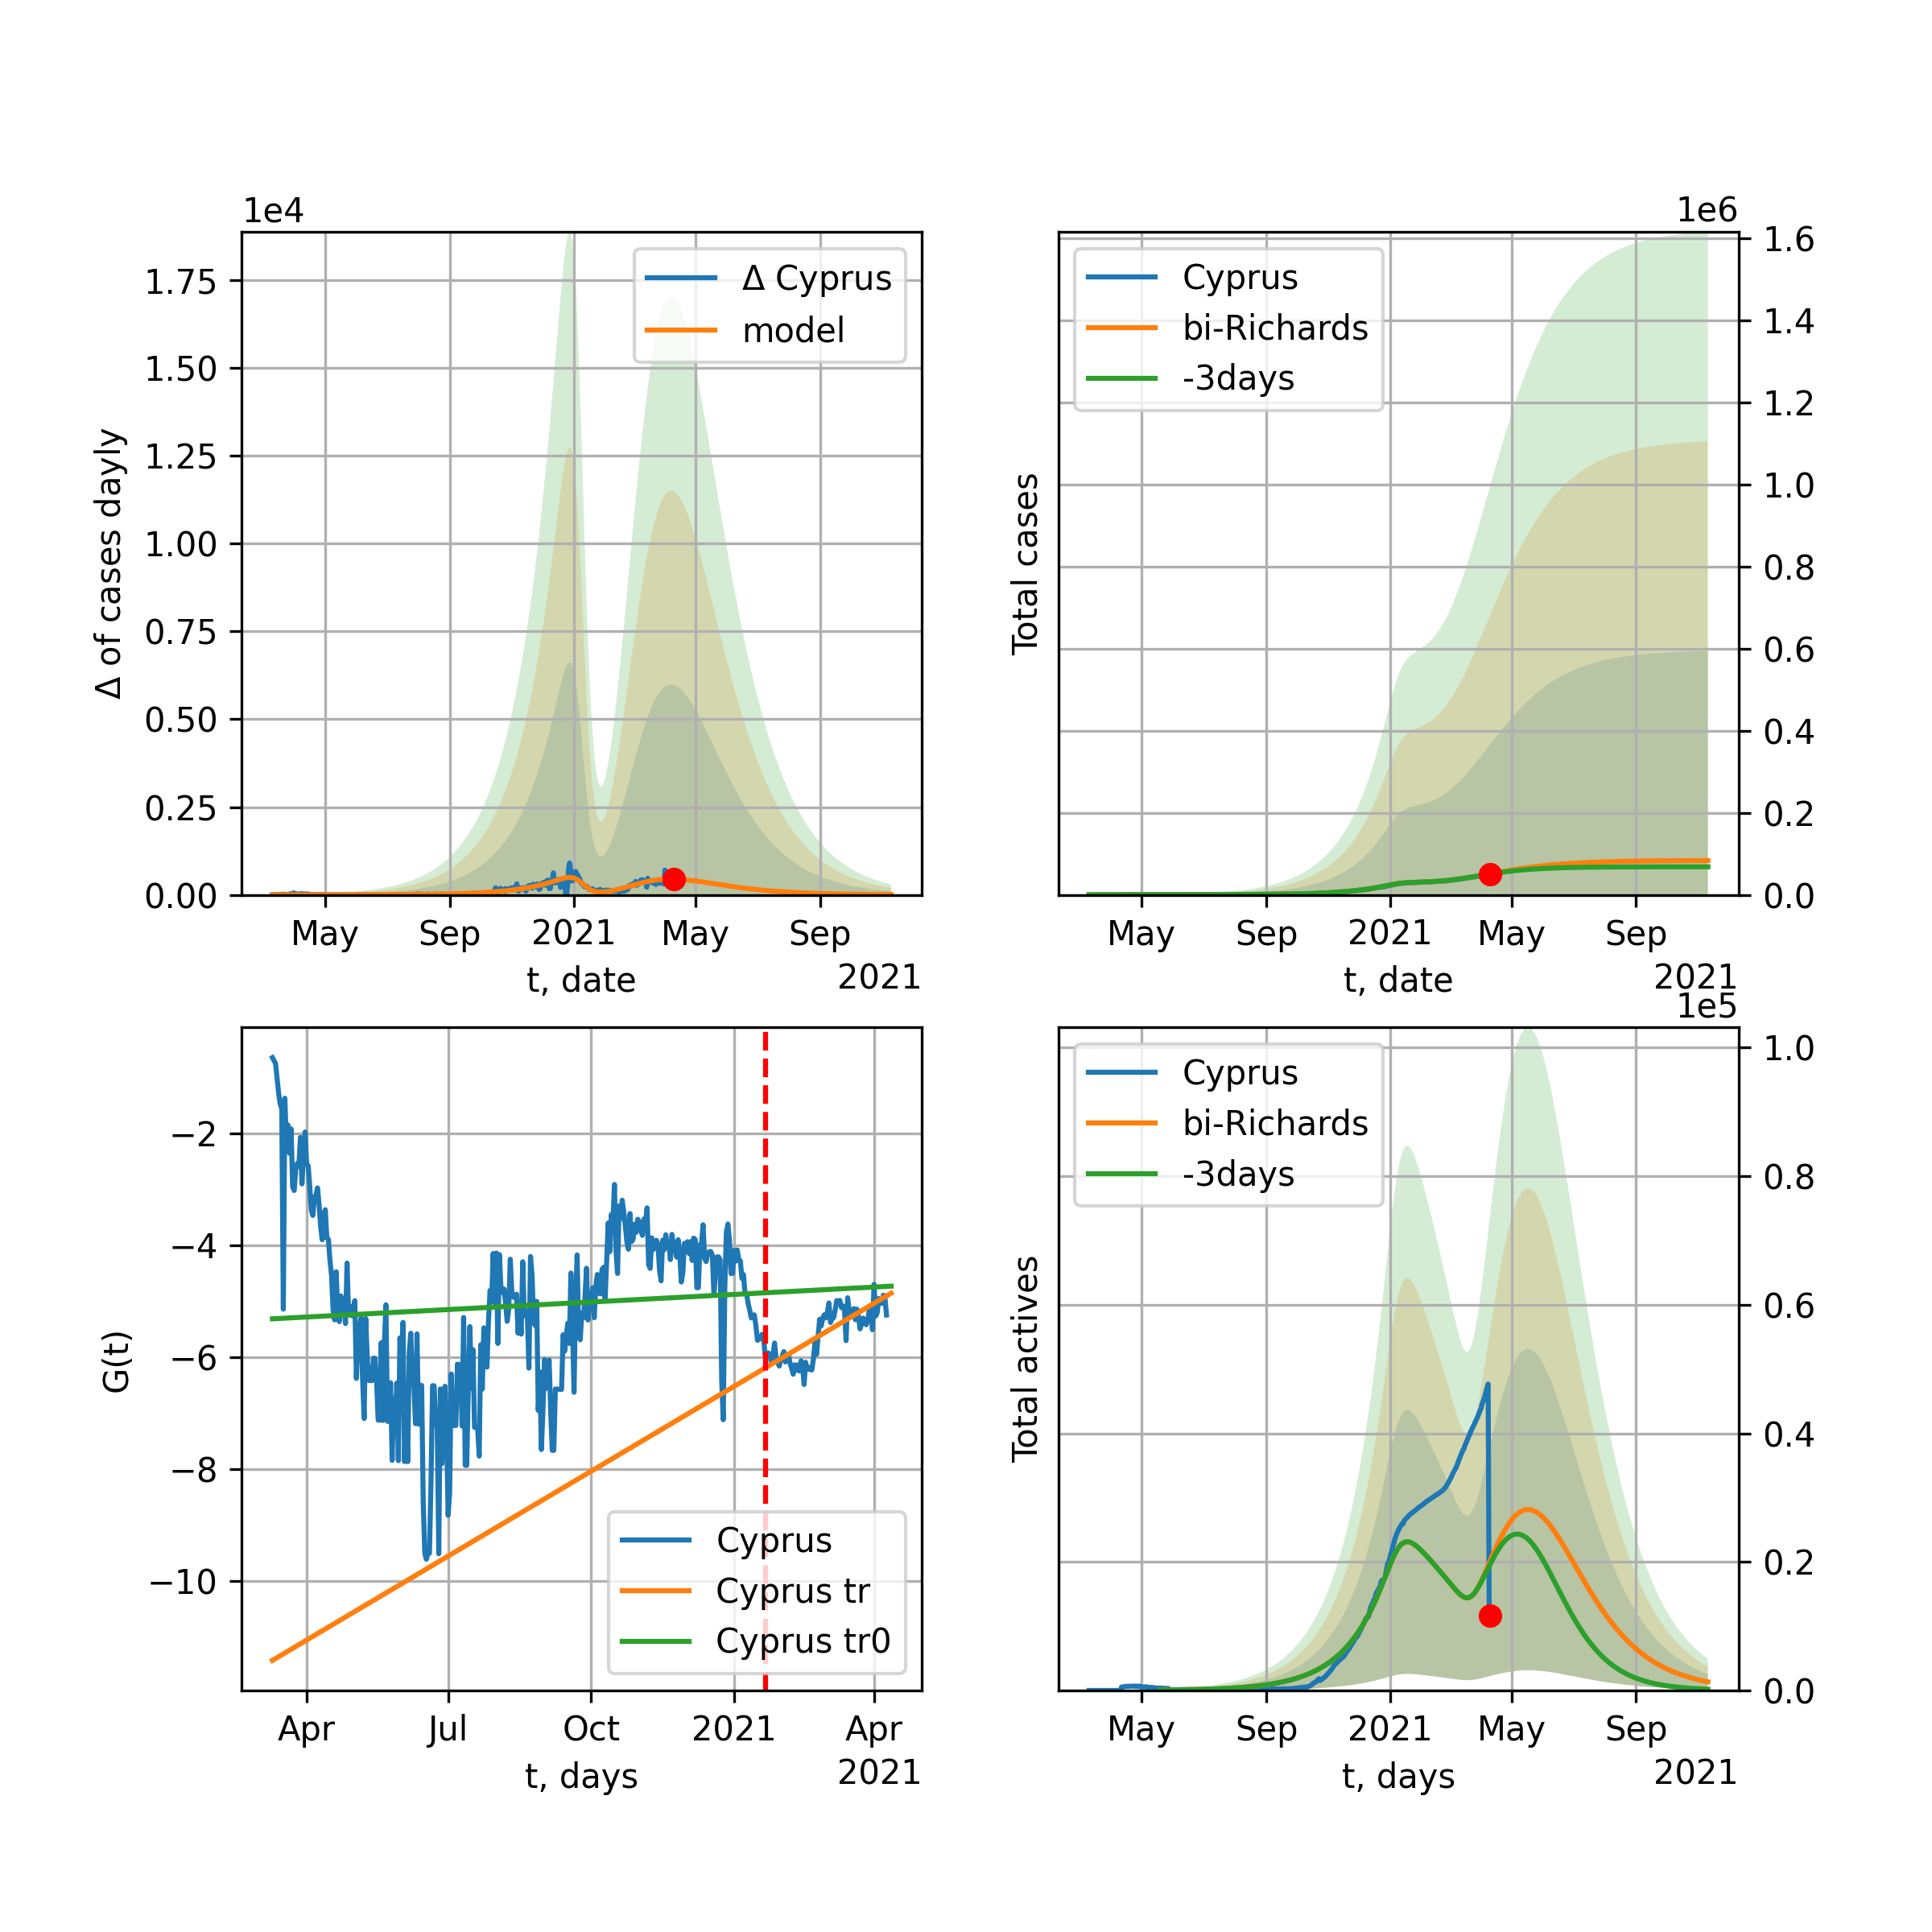 1e4
Δ of cases dayly
1.75
1.50
1.25
1.00
0.75
0.50
0.25
0.00
Δ Cyprus
model
May Sep 2021 May Sep
t, date
2021
1e6
Total cases
Cyprus
bi-Richards
-3days
1.6
1.4
1.2
1.0
0.8
0.6
0.4
0.2
0.0
May Sep 2021 May Sep
t, date
2021
G(t)
−2
−4
−6
−8
−10
Cyprus
Cyprus tr
Cyprus tr0
Apr Jul Oct 2021 Apr
t, days
2021
1e5
Total actives
Cyprus
bi-Richards
-3days
1.0
0.8
0.6
0.4
0.2
0.0
May Sep 2021 May Sep
t, days
2021